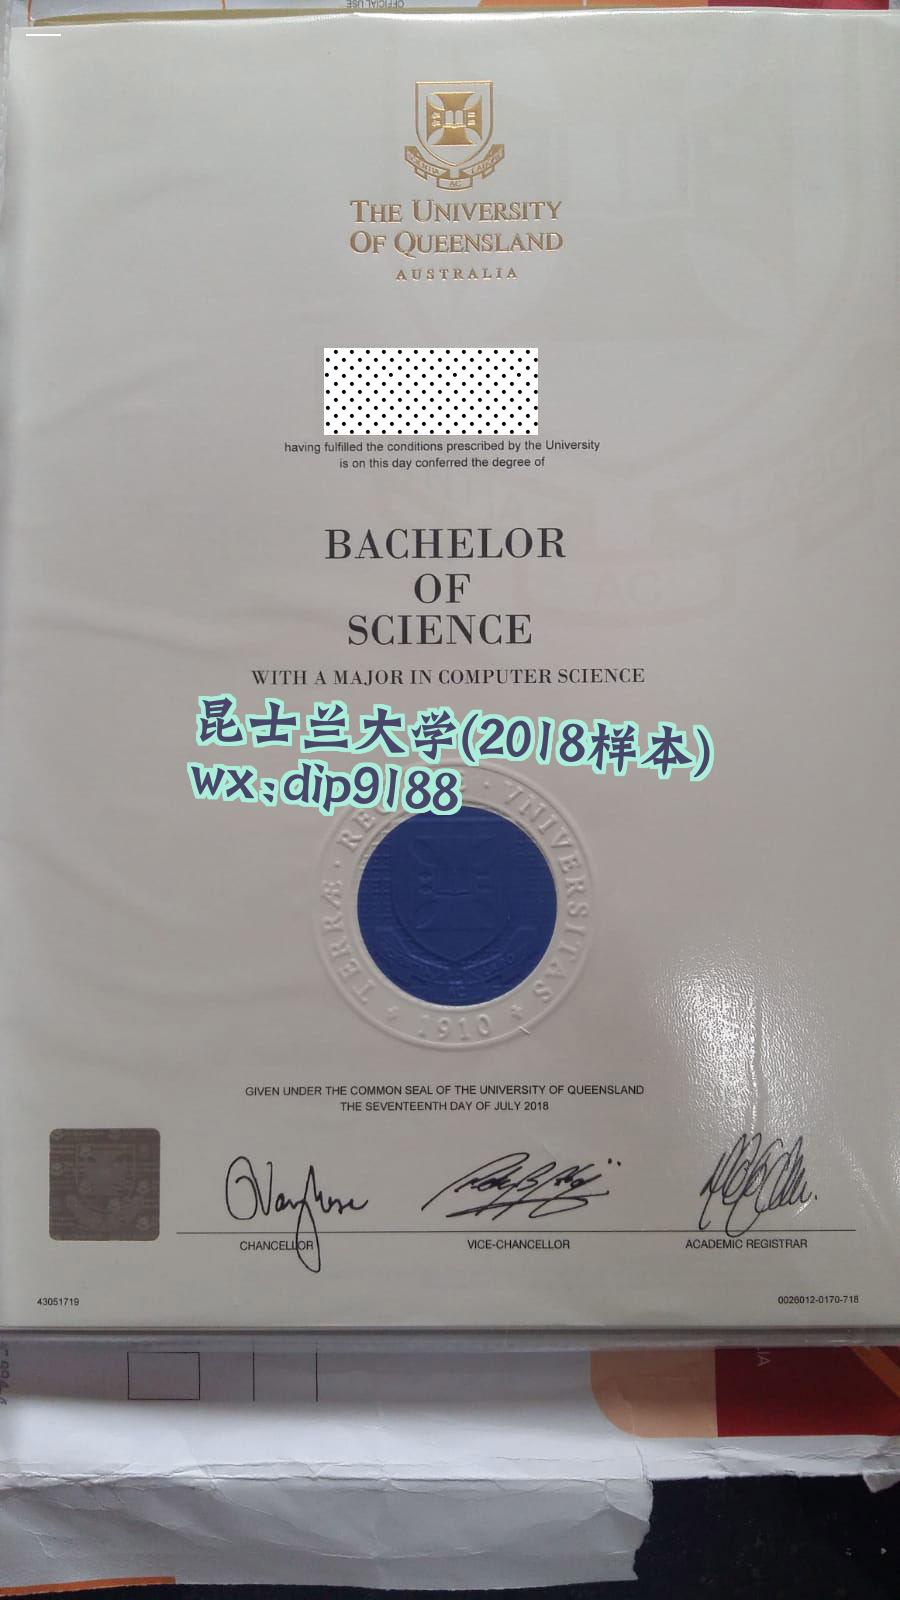 OFFICIAL USE
THE UNIVERSITY
OF QUEENSLAND
AUSTRALIA
having fulfilled the conditions prescribed by the University
is on this day conferred the degree of
BACHELOR
OF
SCIENCE
WITH A MAJOR IN COMPUTER SCIENCE
昆士兰大学(2018样本)
wx:dip9188
TERRÆ · REG · VNIVERSITAS
1910
GIVEN UNDER THE COMMON SEAL OF THE UNIVERSITY OF QUEENSLAND
THE SEVENTEENTH DAY OF JULY 2018
CHANCELLOR
VICE-CHANCELLOR
ACADEMIC REGISTRAR
43051719
0026012-0170-718